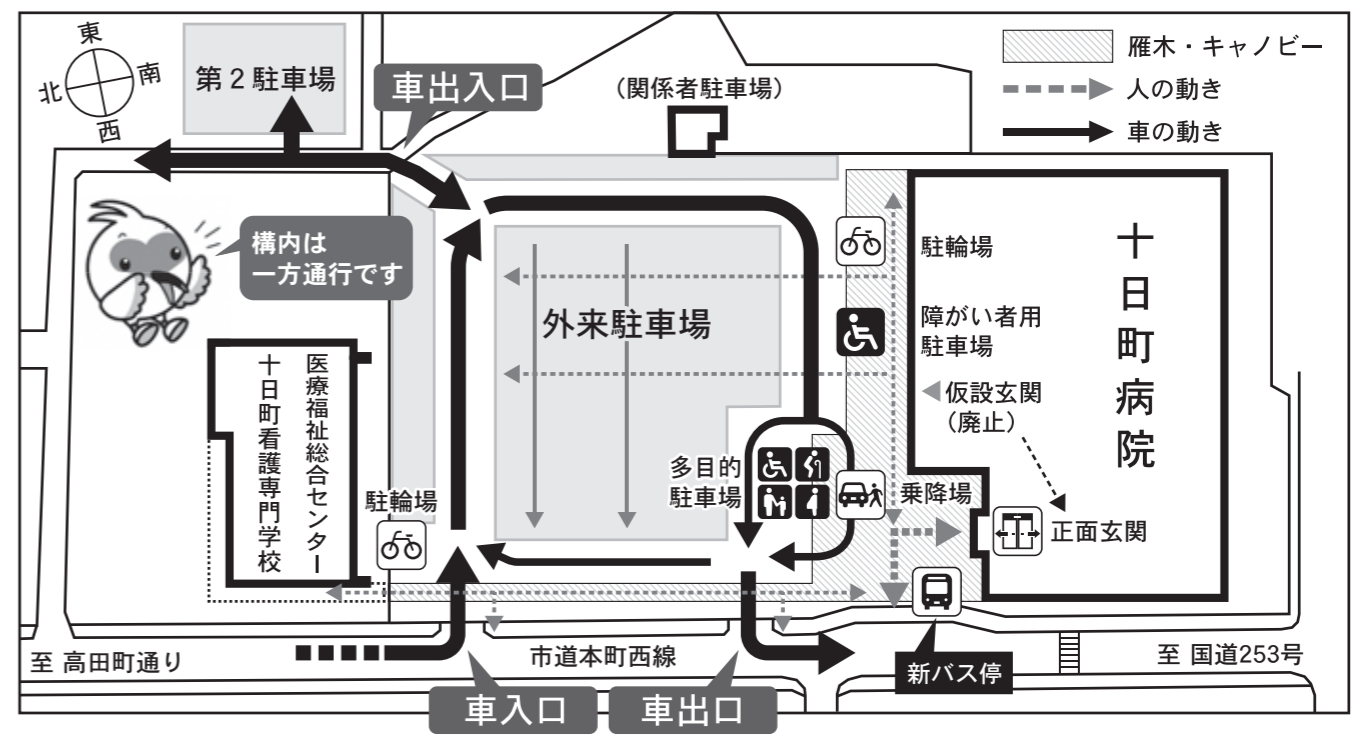 東
北
南
西
第2駐車場
車出入口
(関係者駐車場)
雁木・キャノピー
人の動き
車の動き
構内は
一方通行です
外来駐車場
駐輪場
障がい者用
駐車場
仮設玄関
(廃止)
十日町病院
医療福祉総合センター
十日町看護専門学校
駐輪場
多目的
駐車場
乗降場
正面玄関
至 高田町通り
市道本町西線
新バス停
至 国道253号
車入口
車出口